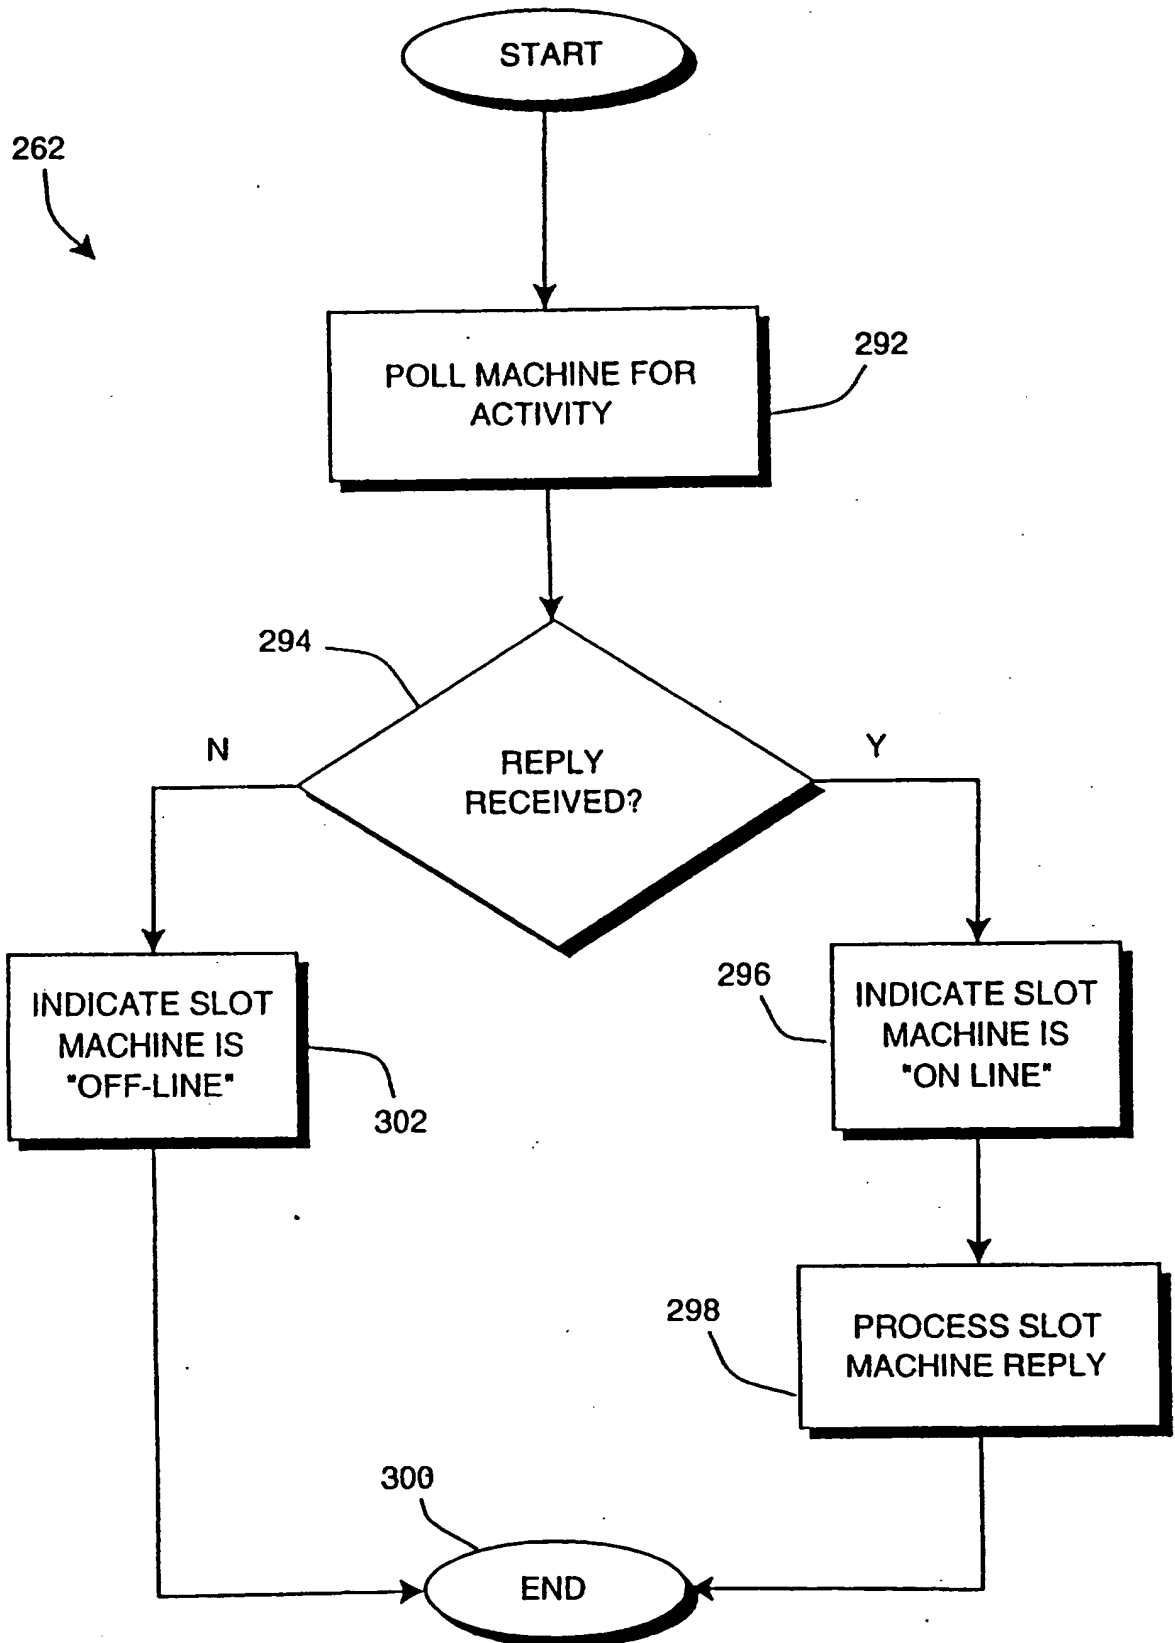 START
262
POLL MACHINE FOR
ACTIVITY
292
294
N
Y
REPLY
RECEIVED?
INDICATE SLOT
MACHINE IS
"OFF-LINE"
302
296
INDICATE SLOT
MACHINE IS
"ON LINE"
298
PROCESS SLOT
MACHINE REPLY
300
END